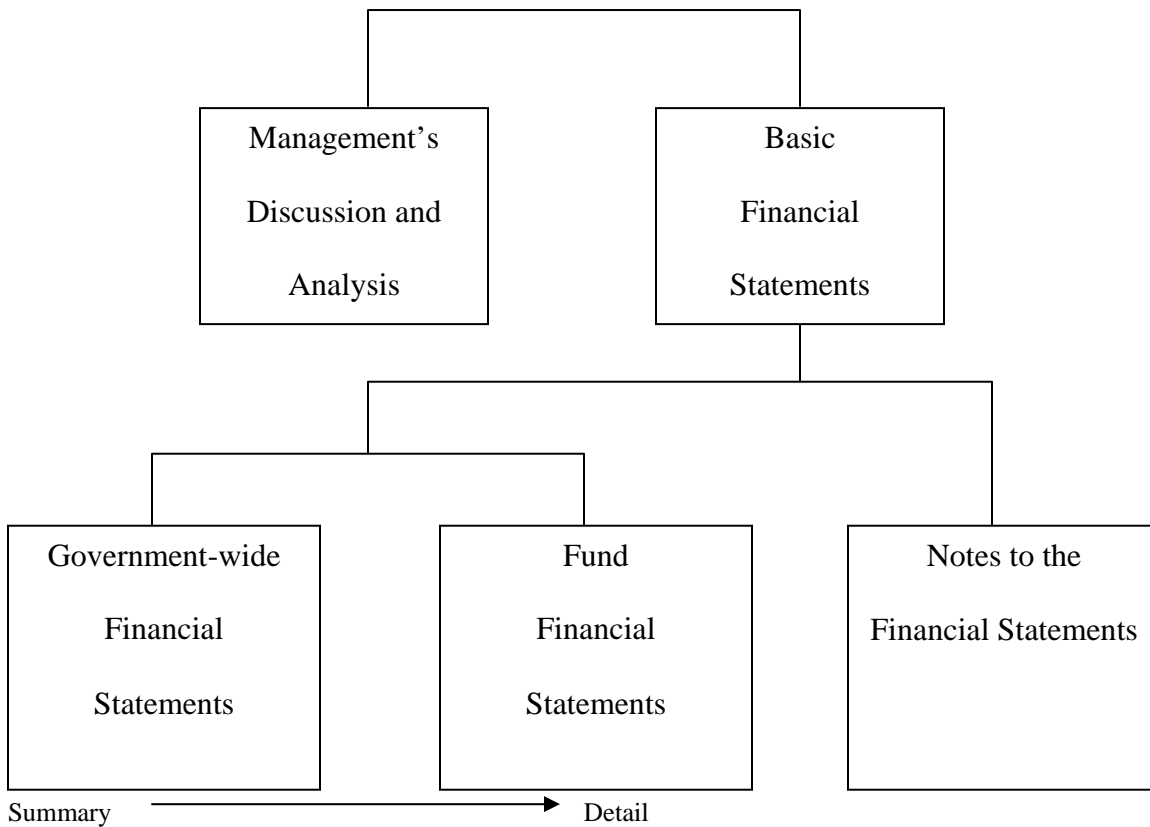 Management’s
Discussion and
Analysis
Basic
Financial
Statements
Government-wide
Financial
Statements
Fund
Financial
Statements
Notes to the
Financial Statements
Summary
Detail